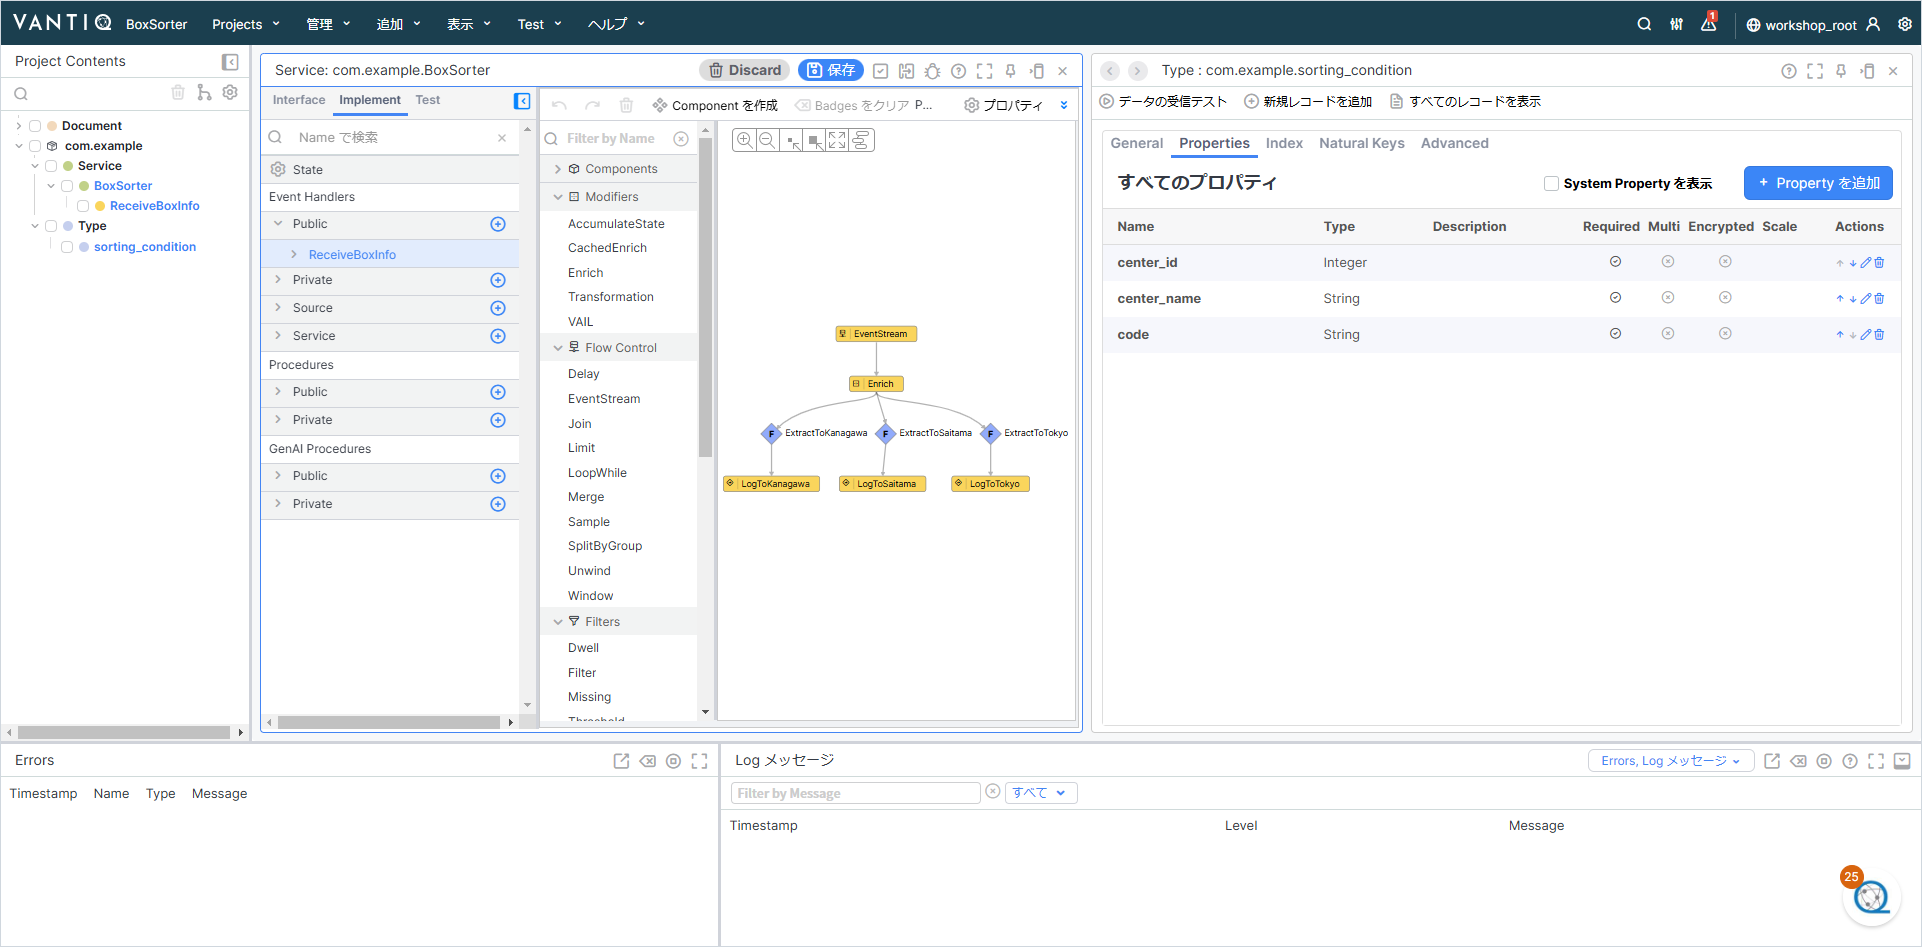 VANTIQ BoxSorter Projects 管理 追加 表示 Test ヘルプ 1 workshop_root
Project Contents
Document
com.example
Service
BoxSorter
ReceiveBoxInfo
Type
sorting_condition
Service: com.example.BoxSorter Discard 保存
Interface Implement Test
Name で検索
State
Event Handlers
Public
ReceiveBoxInfo
Private
Source
Service
Procedures
Public
Private
GenAI Procedures
Public
Private
Component を作成 Badges をクリア P... プロパティ
Filter by Name
Components
Modifiers
AccumulateState
CachedEnrich
Enrich
Transformation
VAIL
Flow Control
Delay
EventStream
Join
Limit
LoopWhile
Merge
Sample
SplitByGroup
Unwind
Window
Filters
Dwell
Filter
Missing
Threshold
EventStream
Enrich
F ExtractToKanagawa F ExtractToSaitama F ExtractToTokyo
LogToKanagawa LogToSaitama LogToTokyo
Type : com.example.sorting_condition
データの受信テスト 新規レコードを追加 すべてのレコードを表示
General Properties Index Natural Keys Advanced
すべてのプロパティ System Property を表示 + Property を追加
Name Type Description Required Multi Encrypted Scale Actions
center_id Integer
center_name String
code String
Errors
Timestamp Name Type Message
Log メッセージ Errors, Log メッセージ
Filter by Message すべて
Timestamp Level Message
25